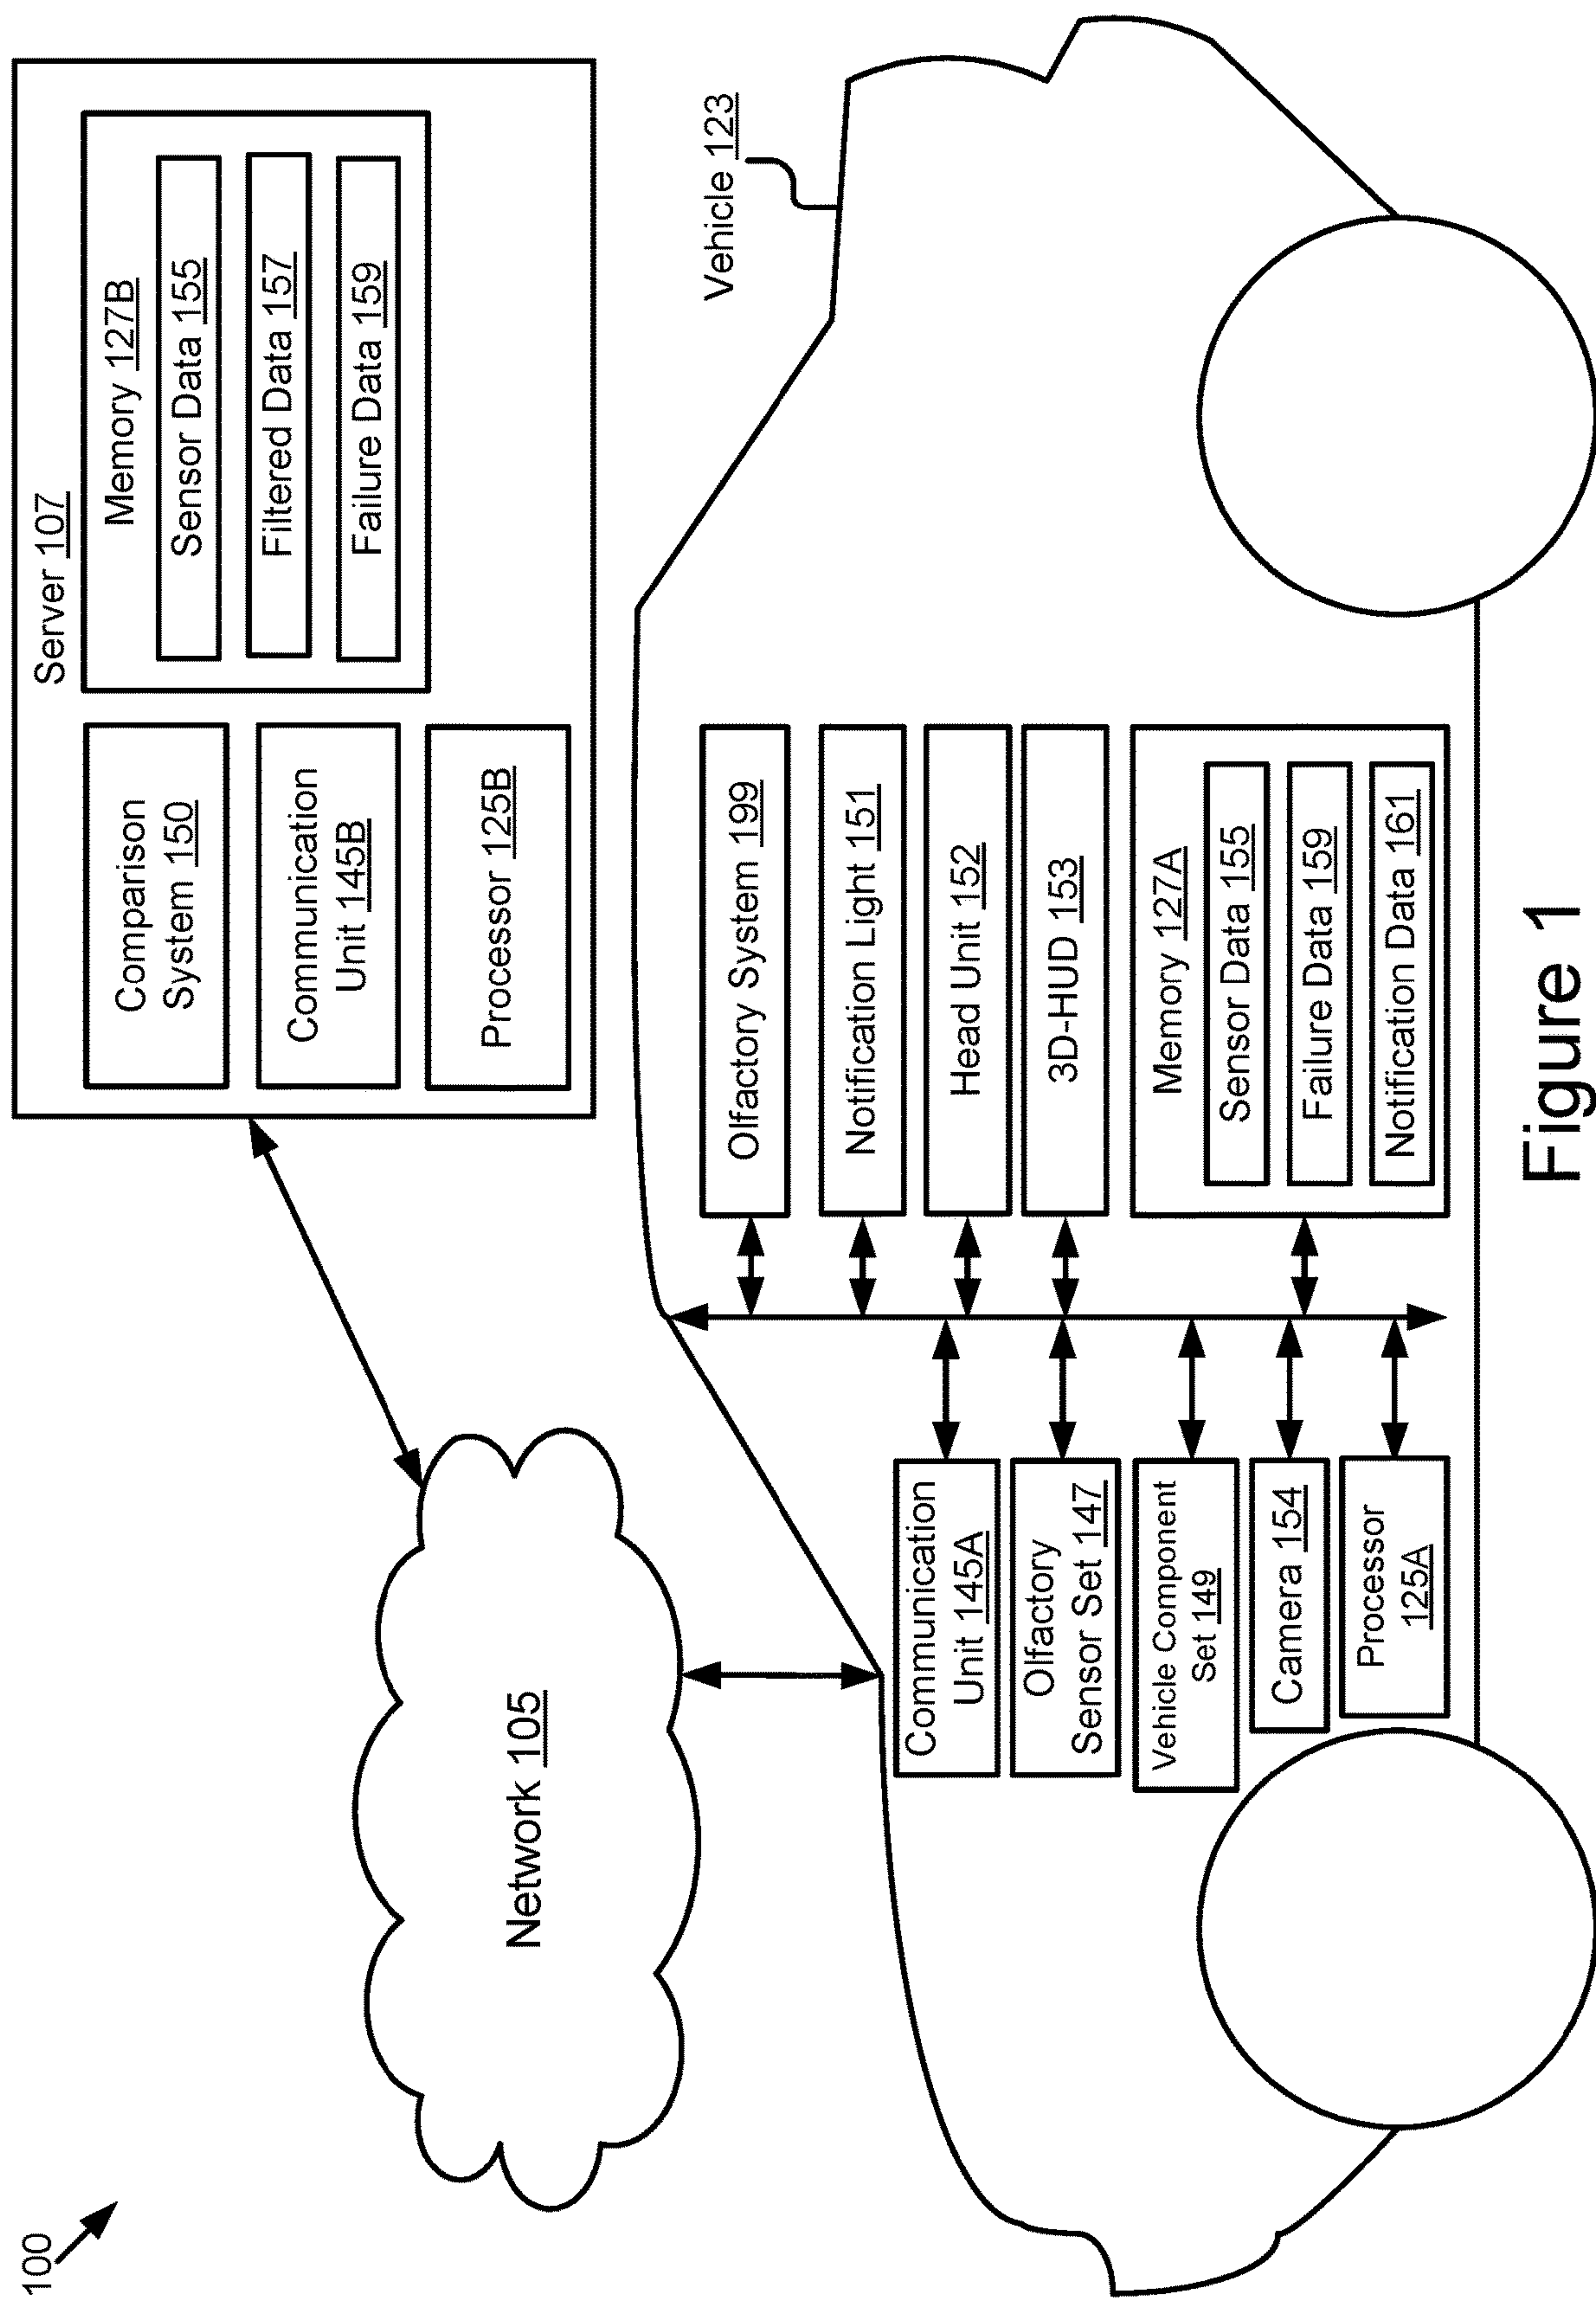 100
Network 105
Server 107
Comparison
System 150
Communication
Unit 145B
Processor 125B
Memory 127B
Sensor Data 155
Filtered Data 157
Failure Data 159
Vehicle 123
Communication
Unit 145A
Olfactory
Sensor Set 147
Vehicle Component
Set 149
Camera 154
Processor
125A
Olfactory System 199
Notification Light 151
Head Unit 152
3D-HUD 153
Memory 127A
Sensor Data 155
Failure Data 159
Notification Data 161
Figure 1